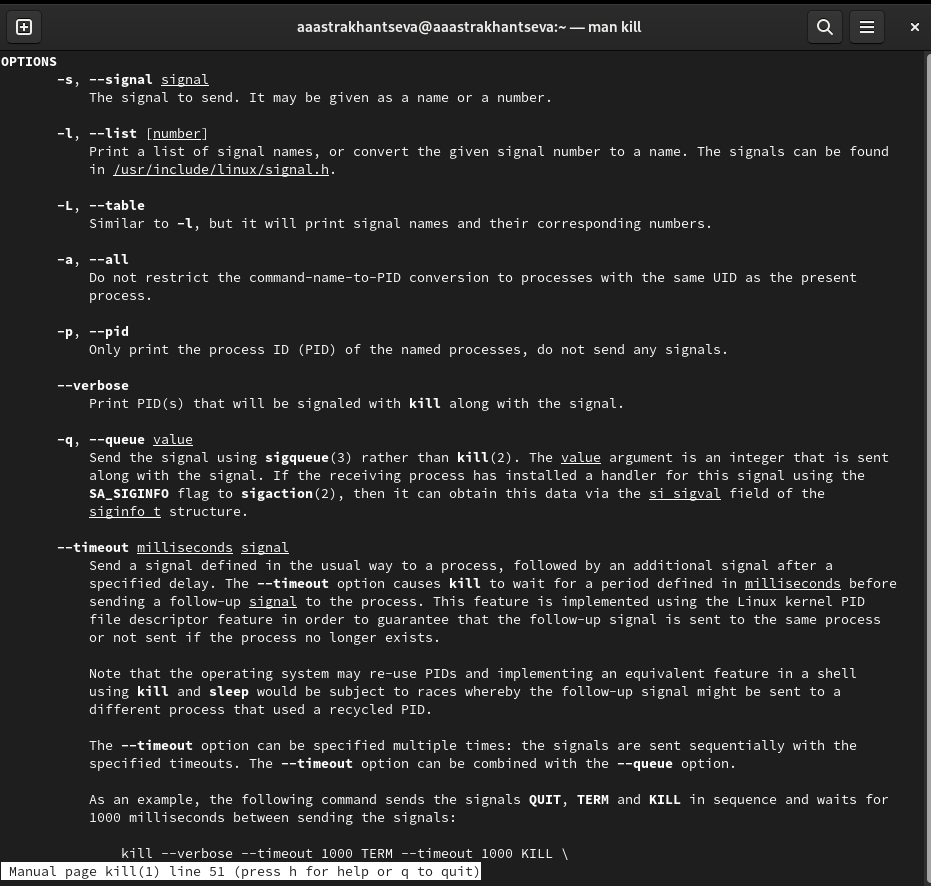 aaastrakhantseva@aaastrakhantseva:~ — man kill
OPTIONS
-s, --signal signal
The signal to send. It may be given as a name or a number.
-l, --list [number]
Print a list of signal names, or convert the given signal number to a name. The signals can be found
in /usr/include/linux/signal.h.
-L, --table
Similar to -l, but it will print signal names and their corresponding numbers.
-a, --all
Do not restrict the command-name-to-PID conversion to processes with the same UID as the present
process.
-p, --pid
Only print the process ID (PID) of the named processes, do not send any signals.
--verbose
Print PID(s) that will be signaled with kill along with the signal.
-q, --queue value
Send the signal using sigqueue(3) rather than kill(2). The value argument is an integer that is sent
along with the signal. If the receiving process has installed a handler for this signal using the
SA_SIGINFO flag to sigaction(2), then it can obtain this data via the si_sigval field of the
siginfo_t structure.
--timeout milliseconds signal
Send a signal defined in the usual way to a process, followed by an additional signal after a
specified delay. The --timeout option causes kill to wait for a period defined in milliseconds before
sending a follow-up signal to the process. This feature is implemented using the Linux kernel PID
file descriptor feature in order to guarantee that the follow-up signal is sent to the same process
or not sent if the process no longer exists.
Note that the operating system may re-use PIDs and implementing an equivalent feature in a shell
using kill and sleep would be subject to races whereby the follow-up signal might be sent to a
different process that used a recycled PID.
The --timeout option can be specified multiple times: the signals are sent sequentially with the
specified timeouts. The --timeout option can be combined with the --queue option.
As an example, the following command sends the signals QUIT, TERM and KILL in sequence and waits for
1000 milliseconds between sending the signals:
kill --verbose --timeout 1000 TERM --timeout 1000 KILL \
Manual page kill(1) line 51 (press h for help or q to quit)